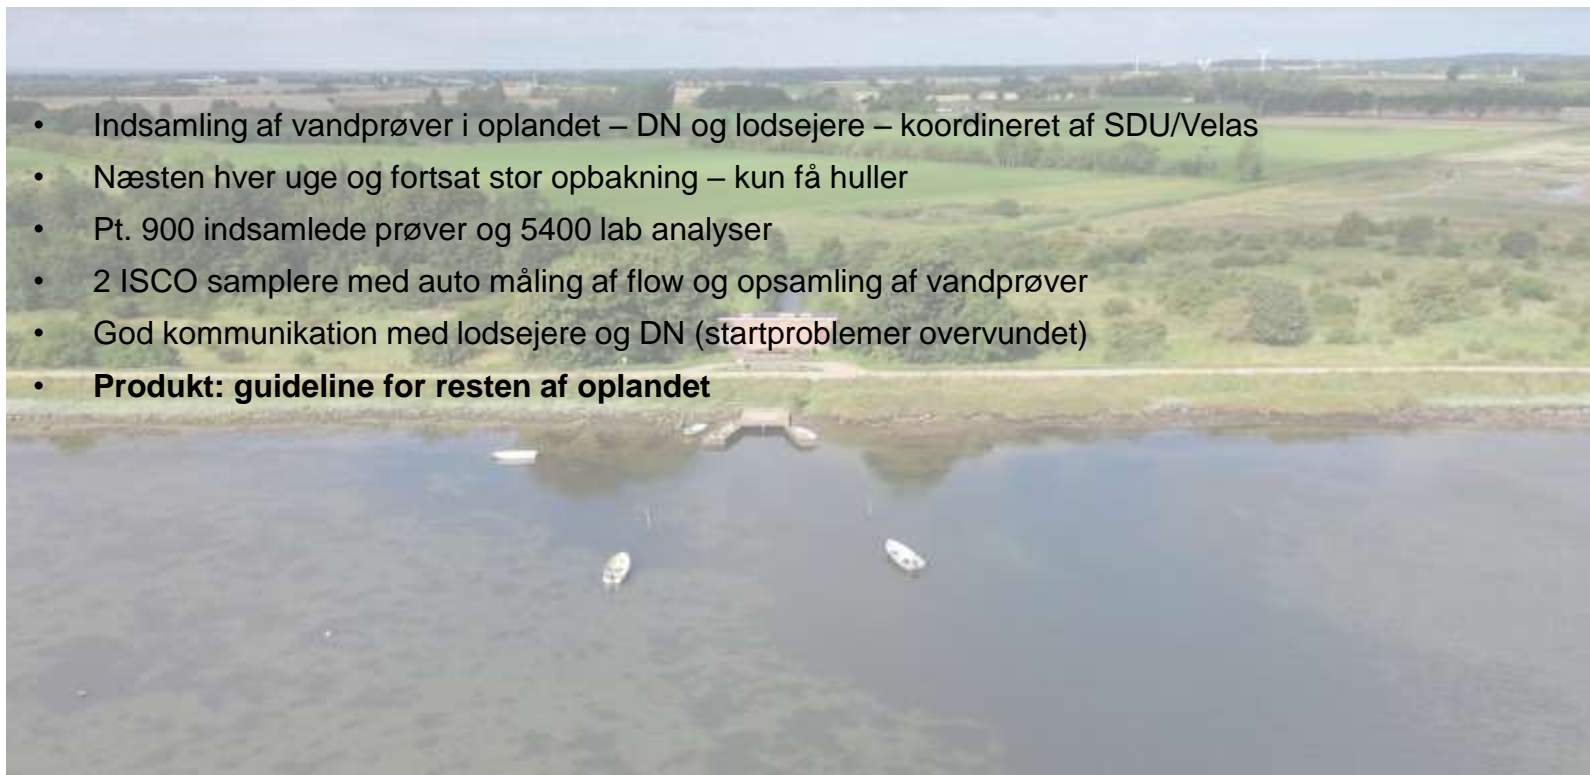 • Indsamling af vandprøver i oplandet – DN og lodsejere – koordineret af SDU/Velas
• Næsten hver uge og fortsat stor opbakning – kun få huller
• Pt. 900 indsamlede prøver og 5400 lab analyser
• 2 ISCO samplere med auto måling af flow og opsamling af vandprøver
• God kommunikation med lodsejere og DN (startproblemer overvundet)
• Produkt: guideline for resten af oplandet